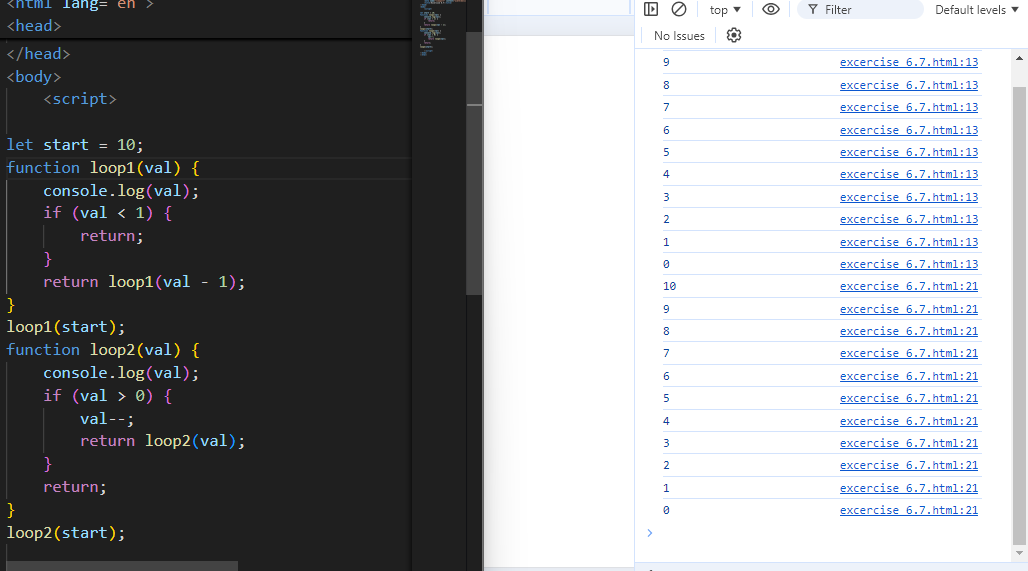 <html lang= en >
<head>
</head>
<body>
<script>
let start = 10;
function loop1(val) {
console.log(val);
if (val < 1) {
return;
}
return loop1(val - 1);
}
loop1(start);
function loop2(val) {
console.log(val);
if (val > 0) {
val--;
return loop2(val);
}
return;
}
loop2(start);
top ▼ Filter Default levels ▼
No Issues
9 excercise 6.7.html:13
8 excercise 6.7.html:13
7 excercise 6.7.html:13
6 excercise 6.7.html:13
5 excercise 6.7.html:13
4 excercise 6.7.html:13
3 excercise 6.7.html:13
2 excercise 6.7.html:13
1 excercise 6.7.html:13
0 excercise 6.7.html:13
10 excercise 6.7.html:21
9 excercise 6.7.html:21
8 excercise 6.7.html:21
7 excercise 6.7.html:21
6 excercise 6.7.html:21
5 excercise 6.7.html:21
4 excercise 6.7.html:21
3 excercise 6.7.html:21
2 excercise 6.7.html:21
1 excercise 6.7.html:21
0 excercise 6.7.html:21